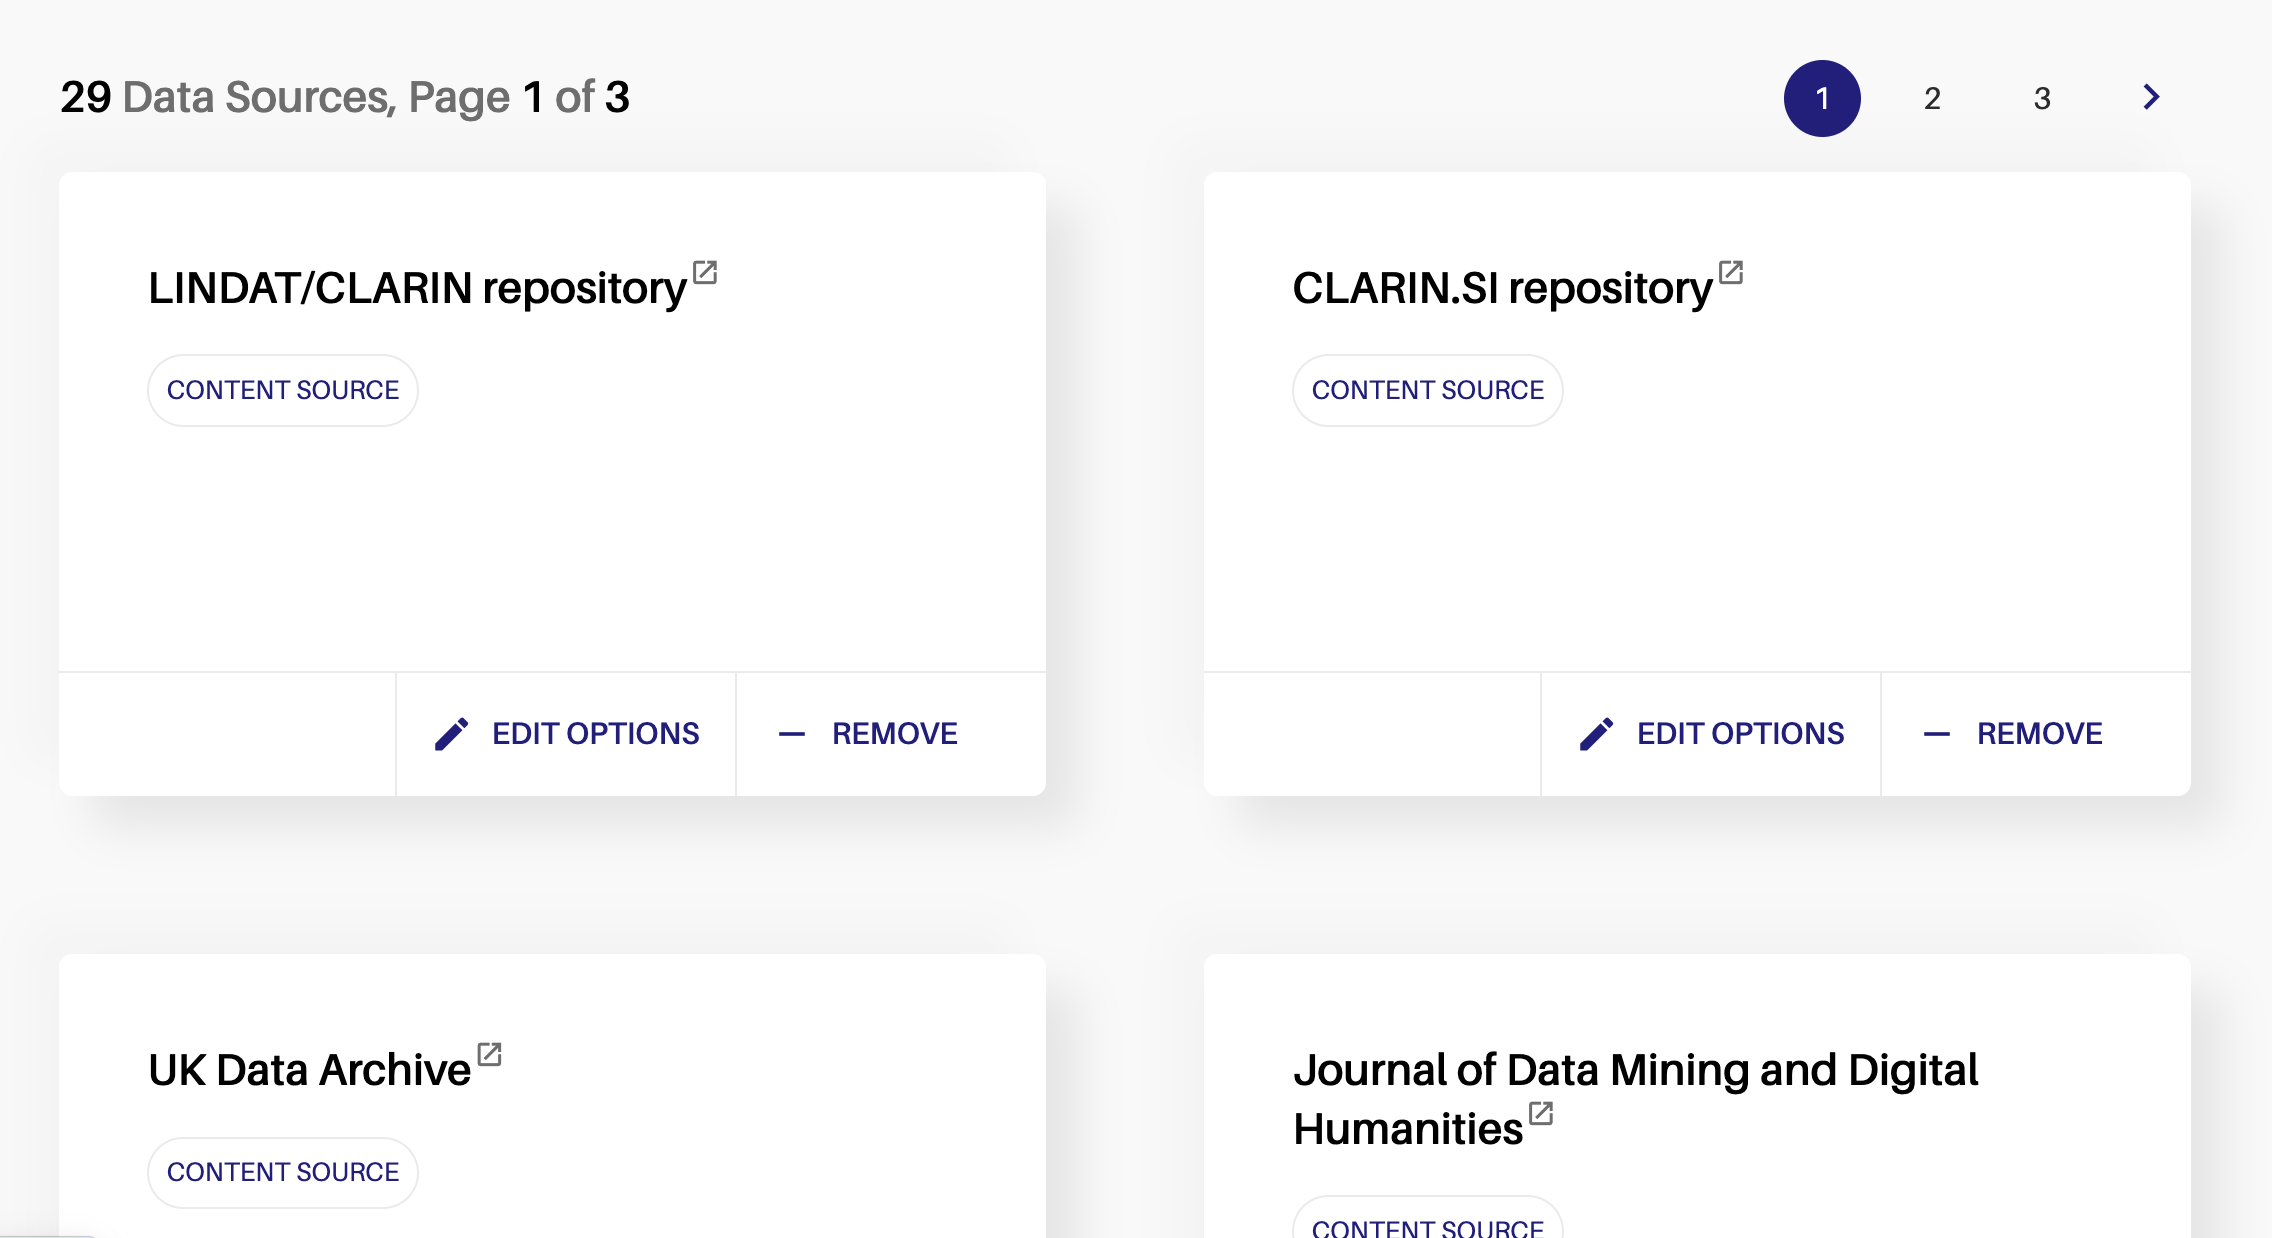 29 Data Sources, Page 1 of 3
1 2 3
LINDAT/CLARIN repository
CONTENT SOURCE
EDIT OPTIONS
REMOVE
CLARIN.SI repository
CONTENT SOURCE
EDIT OPTIONS
REMOVE
UK Data Archive
CONTENT SOURCE
Journal of Data Mining and Digital
Humanities
CONTENT SOURCE